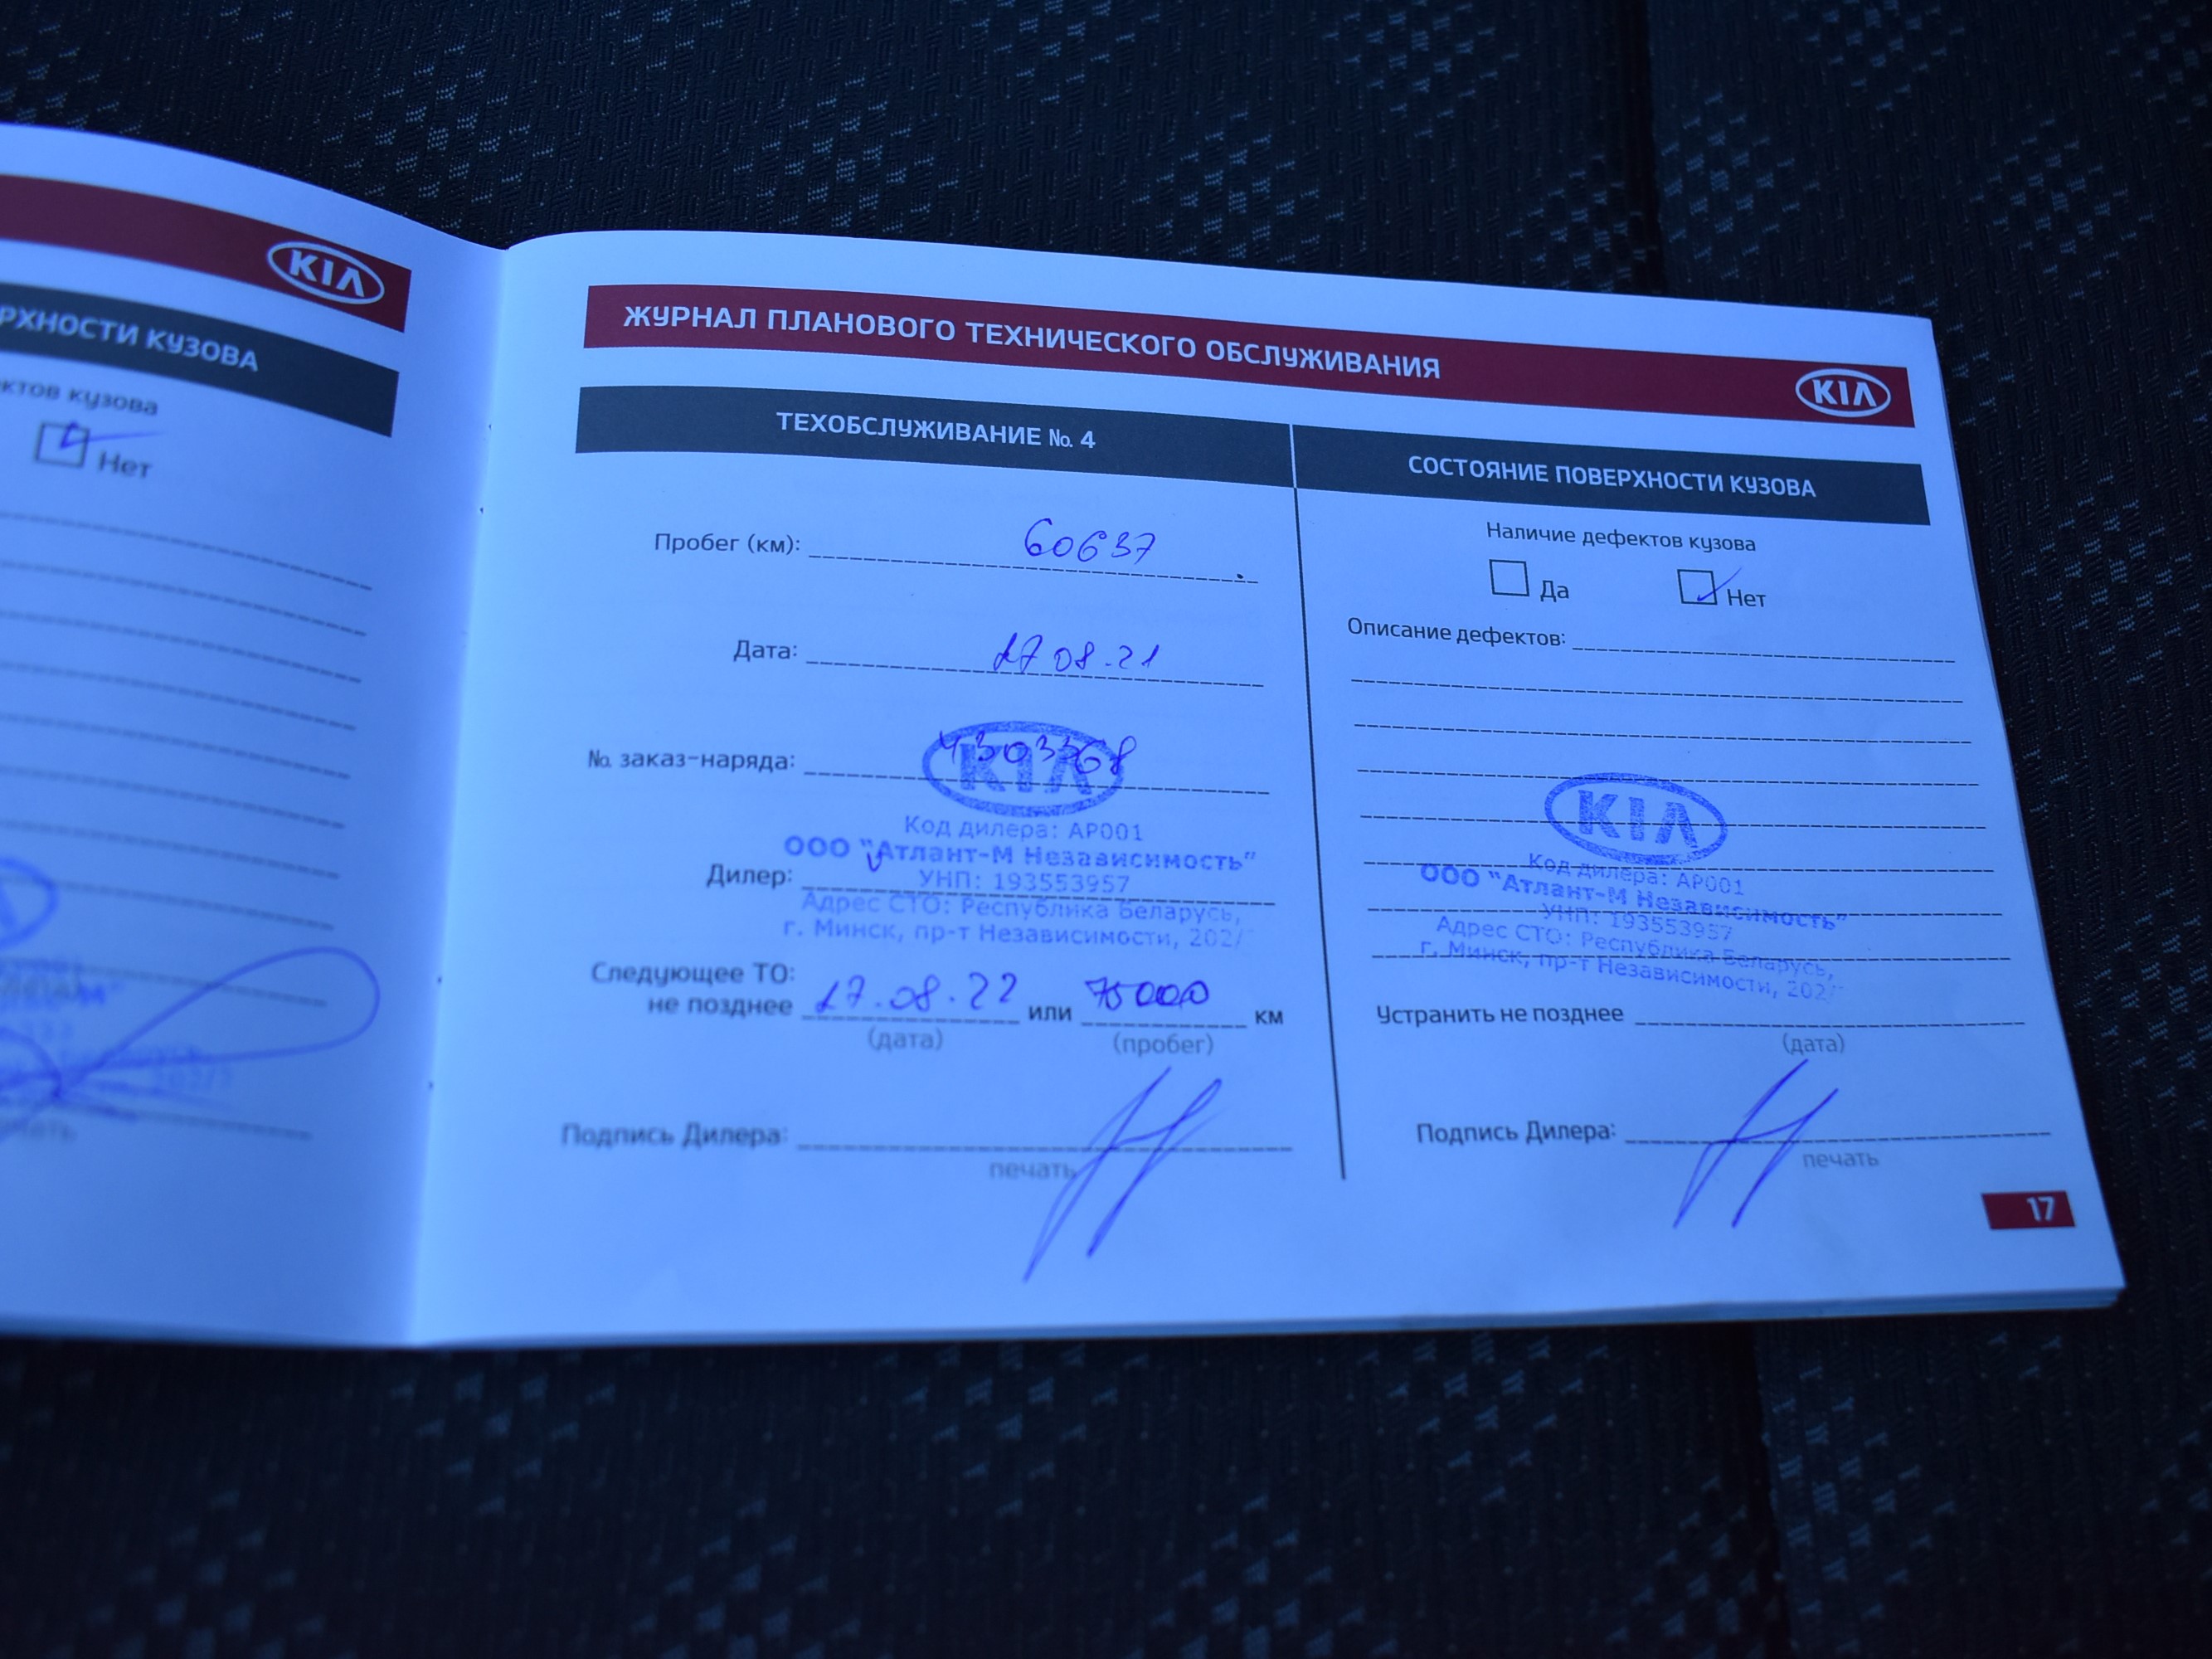 KIA
РХНОСТИ КУЗОВА
ктов кузова
Нет
ЖУРНАЛ ПЛАНОВОГО ТЕХНИЧЕСКОГО ОБСЛУЖИВАНИЯ
KIA
ТЕХОБСЛУЖИВАНИЕ №. 4
Пробег (км): 60637
Дата: 17.08.21
№. заказ-наряда: 4303368
KIA
Код дилера: АР001
ООО "Атлант-М Независимость"
Дилер:
УНП: 193553957
Адрес СТО: Республика Беларусь,
г. Минск, пр-т Независимости, 202/
Следующее ТО:
не позднее 17.08.22 или 75000 км
(дата) (пробег)
Подпись Дилера:
печать
СОСТОЯНИЕ ПОВЕРХНОСТИ КУЗОВА
Наличие дефектов кузова
Да Нет
Описание дефектов:
KIA
Код дилера: АР001
ООО "Атлант-М Независимость"
УНП: 193553957
Адрес СТО: Республика Беларусь,
г. Минск, пр-т Независимости, 202/
Устранить не позднее
(дата)
Подпись Дилера:
печать
17